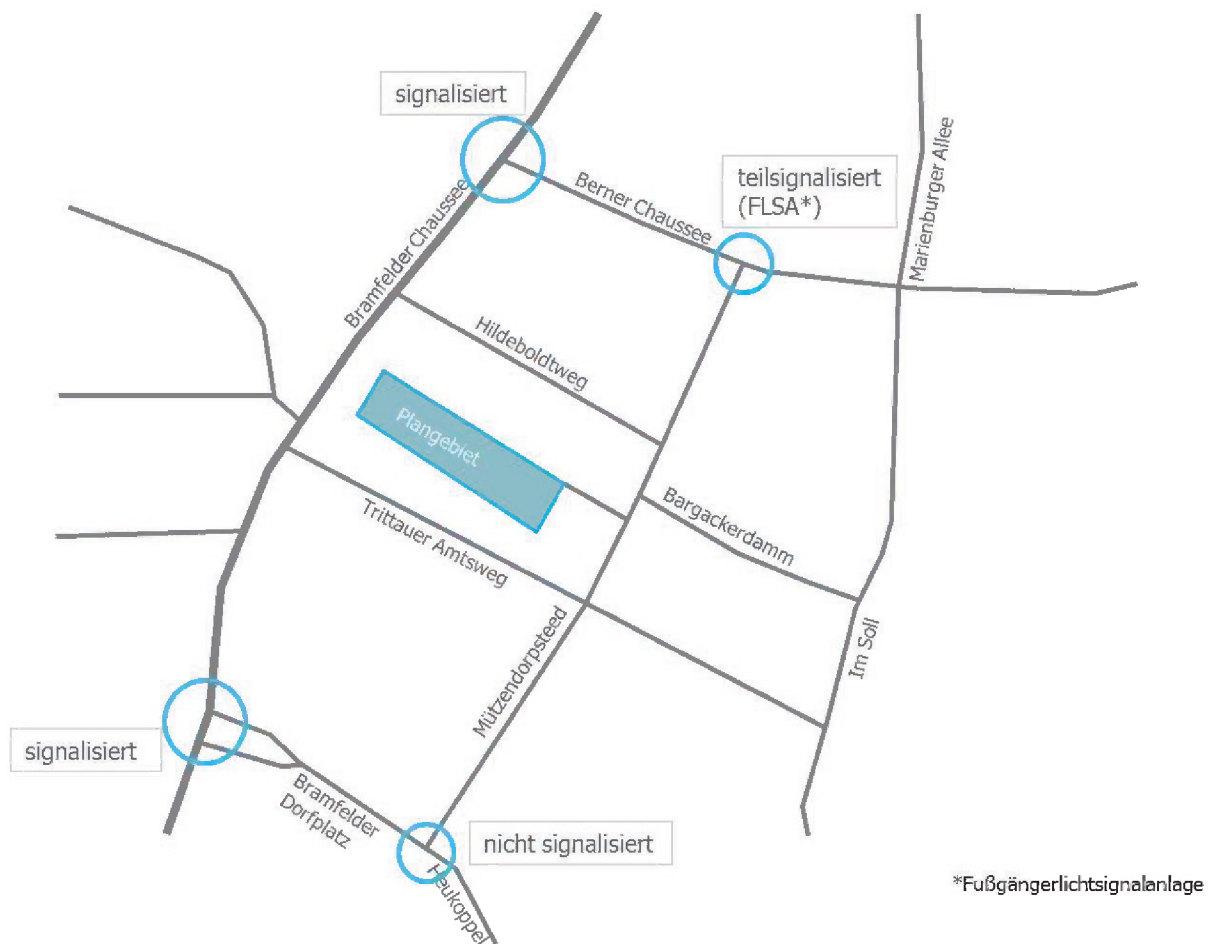 signalisiert
Berner Chaussee
teilsignalisiert
(FLSA*)
Marienburger Allee
Bramfelder Chaussee
Hildeboldtweg
Plangebiet
Trittauer Amtsweg
Bargackerdamm
Im Soll
Mützendorpsteed
signalisiert
Bramfelder
Dorfplatz
nicht signalisiert
Heukoppel
*Fußgängerlichtsignalanlage